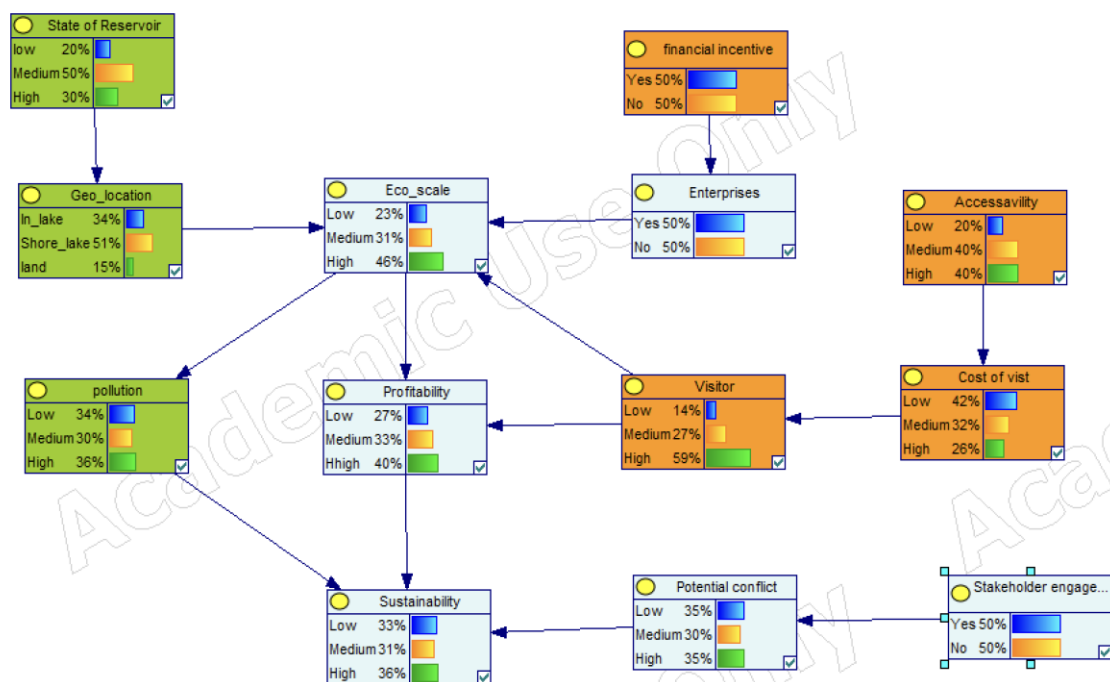 State of Reservoir
low 20%
Medium 50%
High 30%
financial incentive
Yes 50%
No 50%
Geo_location
In_lake 34%
Shore_lake 51%
land 15%
Eco_scale
Low 23%
Medium 31%
High 46%
Enterprises
Yes 50%
No 50%
Accessavility
Low 20%
Medium 40%
High 40%
pollution
Low 34%
Medium 30%
High 36%
Profitability
Low 27%
Medium 33%
Hhigh 40%
Visitor
Low 14%
Medium 27%
High 59%
Cost of vist
Low 42%
Medium 32%
High 26%
Sustainability
Low 33%
Medium 31%
High 36%
Potential conflict
Low 35%
Medium 30%
High 35%
Stakeholder engage...
Yes 50%
No 50%
Academic Use Only
Aca
Only